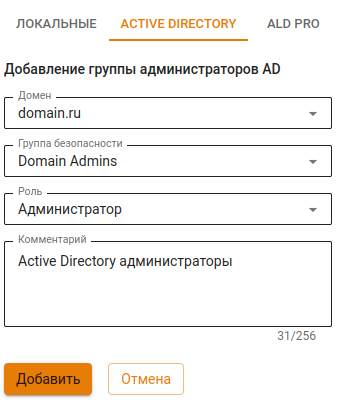 ЛОКАЛЬНЫЕ ACTIVE DIRECTORY ALD PRO
Добавление группы администраторов AD
Домен
domain.ru
Группа безопасности
Domain Admins
Роль
Администратор
Комментарий
Active Directory администраторы
31/256
Добавить Отмена